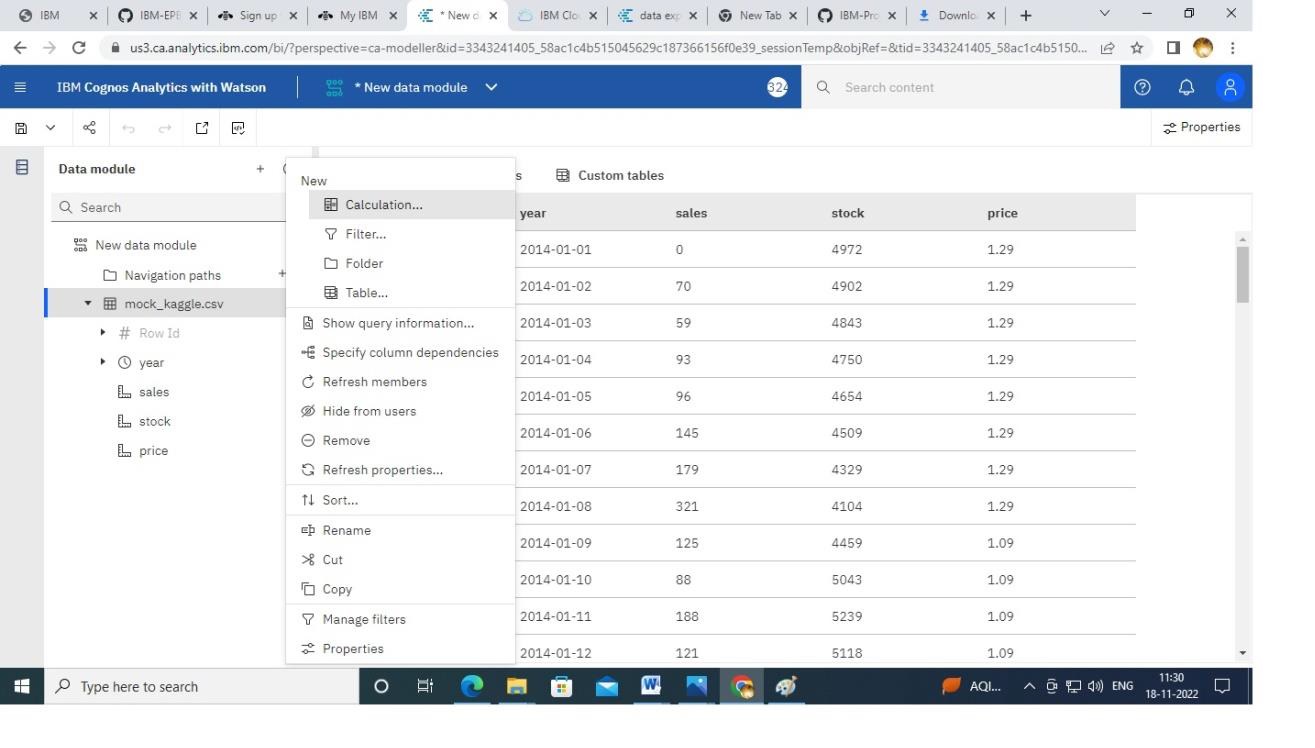 IBM
IBM-EPB
Sign up
My IBM
* New d
IBM Clou
data exp
New Tab
IBM-Pro
Downlo
us3.ca.analytics.ibm.com/bi/?perspective=ca-modeller&id=3343241405_58ac1c4b515045629c187366156f0e39_sessionTemp&objRef=&tid=3343241405_58ac1c4b5150...
IBM Cognos Analytics with Watson
* New data module
324
Search content
Properties
Data module
Search
New data module
Navigation paths
mock_kaggle.csv
# Row Id
year
sales
stock
price
New
Calculation...
Filter...
Folder
Table...
Show query information...
Specify column dependencies
Refresh members
Hide from users
Remove
Refresh properties...
Sort...
Rename
Cut
Copy
Manage filters
Properties
s
Custom tables
year sales stock price
2014-01-01 0 4972 1.29
2014-01-02 70 4902 1.29
2014-01-03 59 4843 1.29
2014-01-04 93 4750 1.29
2014-01-05 96 4654 1.29
2014-01-06 145 4509 1.29
2014-01-07 179 4329 1.29
2014-01-08 321 4104 1.29
2014-01-09 125 4459 1.09
2014-01-10 88 5043 1.09
2014-01-11 188 5239 1.09
2014-01-12 121 5118 1.09
Type here to search
AQI...
ENG
11:30
18-11-2022